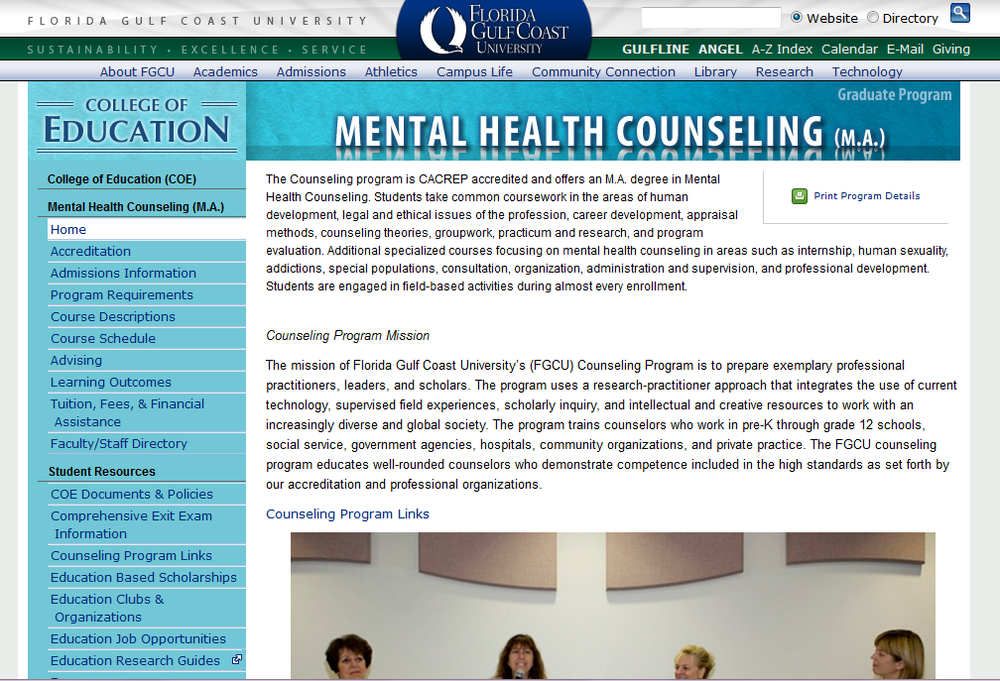 FLORIDA GULF COAST UNIVERSITY
FLORIDA
GULF COAST
UNIVERSITY
Website Directory
SUSTAINABILITY • EXCELLENCE • SERVICE
GULFLINE ANGEL A-Z Index Calendar E-Mail Giving
About FGCU Academics Admissions Athletics Campus Life Community Connection Library Research Technology
COLLEGE OF
EDUCATION
Graduate Program
MENTAL HEALTH COUNSELING (M.A.)
College of Education (COE)
Mental Health Counseling (M.A.)
Home
Accreditation
Admissions Information
Program Requirements
Course Descriptions
Course Schedule
Advising
Learning Outcomes
Tuition, Fees, & Financial
Assistance
Faculty/Staff Directory
Student Resources
COE Documents & Policies
Comprehensive Exit Exam
Information
Counseling Program Links
Education Based Scholarships
Education Clubs &
Organizations
Education Job Opportunities
Education Research Guides
The Counseling program is CACREP accredited and offers an M.A. degree in Mental
Health Counseling. Students take common coursework in the areas of human
development, legal and ethical issues of the profession, career development, appraisal
methods, counseling theories, groupwork, practicum and research, and program
evaluation. Additional specialized courses focusing on mental health counseling in areas such as internship, human sexuality,
addictions, special populations, consultation, organization, administration and supervision, and professional development.
Students are engaged in field-based activities during almost every enrollment.
Print Program Details
Counseling Program Mission
The mission of Florida Gulf Coast University's (FGCU) Counseling Program is to prepare exemplary professional
practitioners, leaders, and scholars. The program uses a research-practitioner approach that integrates the use of current
technology, supervised field experiences, scholarly inquiry, and intellectual and creative resources to work with an
increasingly diverse and global society. The program trains counselors who work in pre-K through grade 12 schools,
social service, government agencies, hospitals, community organizations, and private practice. The FGCU counseling
program educates well-rounded counselors who demonstrate competence included in the high standards as set forth by
our accreditation and professional organizations.
Counseling Program Links